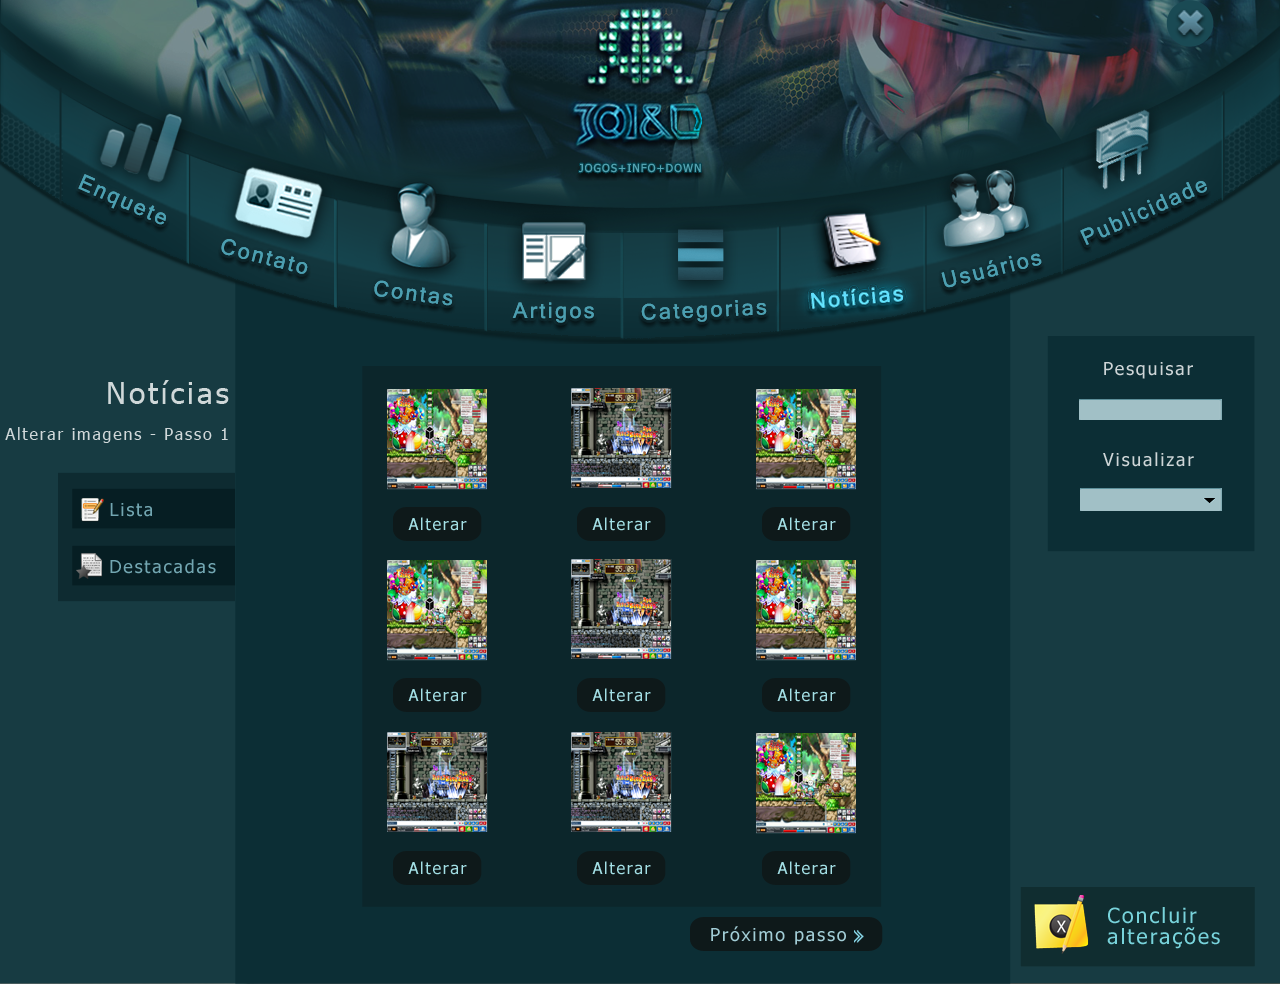 JOI&D
JOGOS+INFO+DOWN
Enquete
Contato
Contas
Artigos
Categorias
Notícias
Usuários
Publicidade
Notícias
Alterar imagens - Passo 1
Lista
Destacadas
Pesquisar
Visualizar
Alterar Alterar Alterar
Alterar Alterar Alterar
Alterar Alterar Alterar
Próximo passo
X
Concluir
alterações